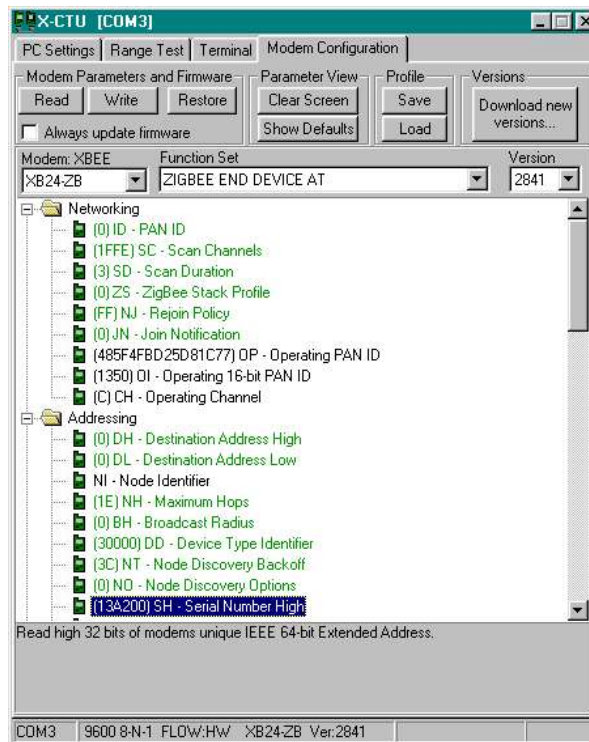 X-CTU [COM3]
PC Settings Range Test Terminal Modem Configuration
Modem Parameters and Firmware Parameter View Profile Versions
Read Write Restore Clear Screen Save Download new versions...
Always update firmware Show Defaults Load
Modem: XBEE Function Set Version
XB24-ZB ZIGBEE END DEVICE AT 2841
Networking
(0) ID - PAN ID
(1FFE) SC - Scan Channels
(3) SD - Scan Duration
(0) ZS - ZigBee Stack Profile
(FF) NJ - Rejoin Policy
(0) JN - Join Notification
(485F4FBD25D81C77) OP - Operating PAN ID
(1350) OI - Operating 16-bit PAN ID
(C) CH - Operating Channel
Addressing
(0) DH - Destination Address High
(0) DL - Destination Address Low
NI - Node Identifier
(1E) NH - Maximum Hops
(0) BH - Broadcast Radius
(30000) DD - Device Type Identifier
(3C) NT - Node Discovery Backoff
(0) NO - Node Discovery Options
(13A200) SH - Serial Number High
Read high 32 bits of modems unique IEEE 64-bit Extended Address.
COM3 9600 8-N-1 FLOW:HW XB24-ZB Ver:2841